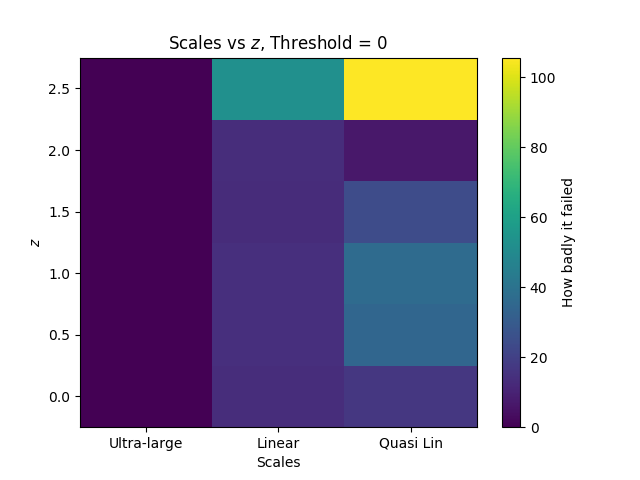 Scales vs z, Threshold = 0
2.5
2.0
1.5
1.0
0.5
0.0
z
Ultra-large Linear Quasi Lin
Scales
100
80
60
40
20
0
How badly it failed